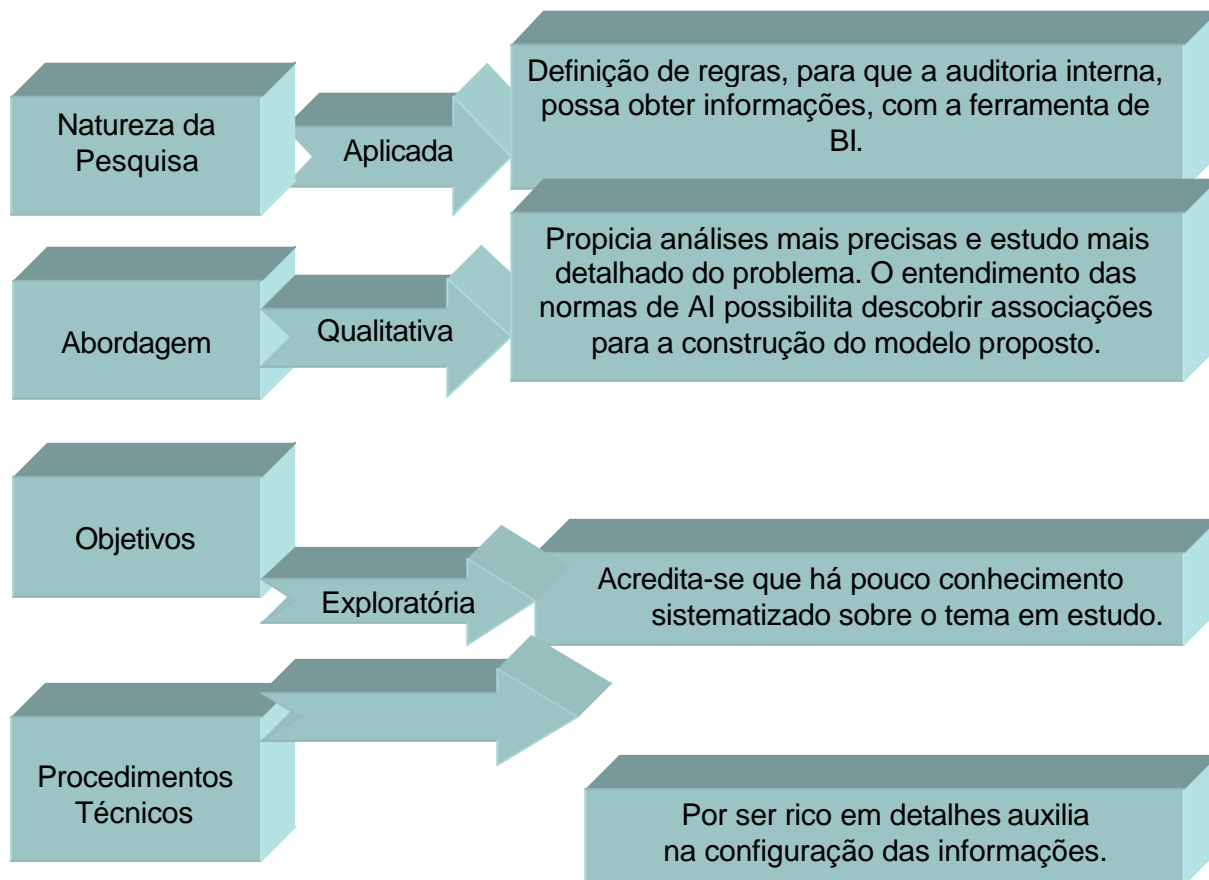 Natureza da
Pesquisa
Aplicada
Definição de regras, para que a auditoria interna,
possa obter informações, com a ferramenta de
BI.
Abordagem
Qualitativa
Propicia análises mais precisas e estudo mais
detalhado do problema. O entendimento das
normas de AI possibilita descobrir associações
para a construção do modelo proposto.
Objetivos
Exploratória
Acredita-se que há pouco conhecimento
sistematizado sobre o tema em estudo.
Procedimentos
Técnicos
Por ser rico em detalhes auxilia
na configuração das informações.